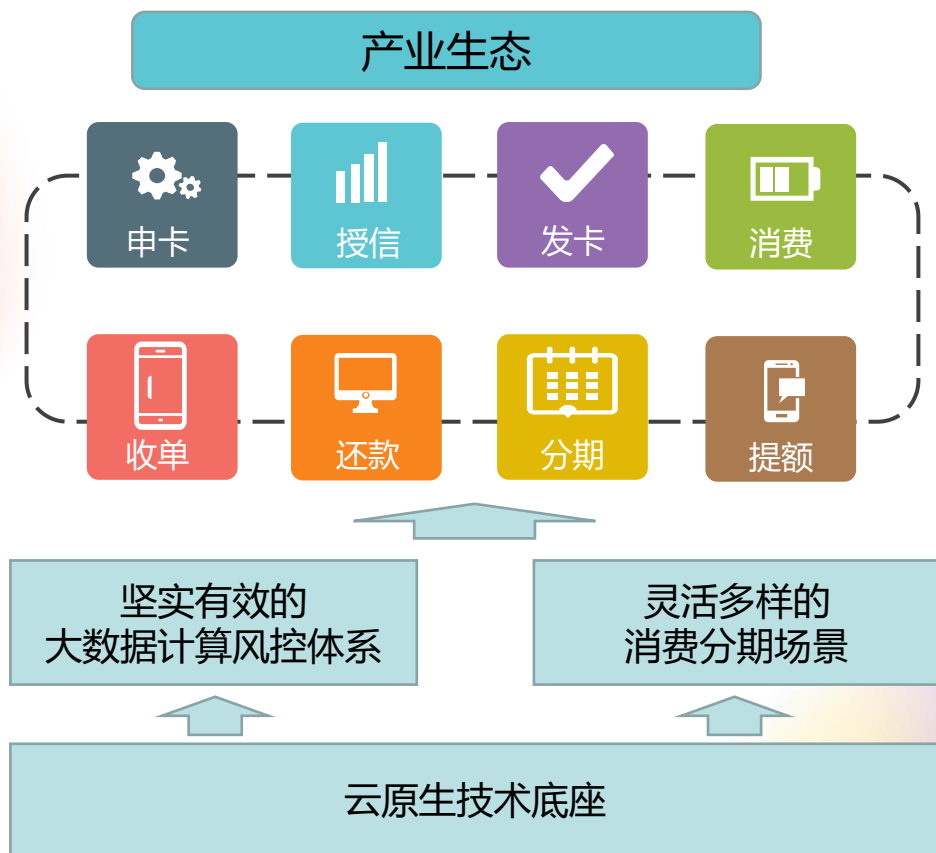 产业生态
申卡
授信
发卡
消费
收单
还款
分期
提额
坚实有效的
大数据计算风控体系
灵活多样的
消费分期场景
云原生技术底座